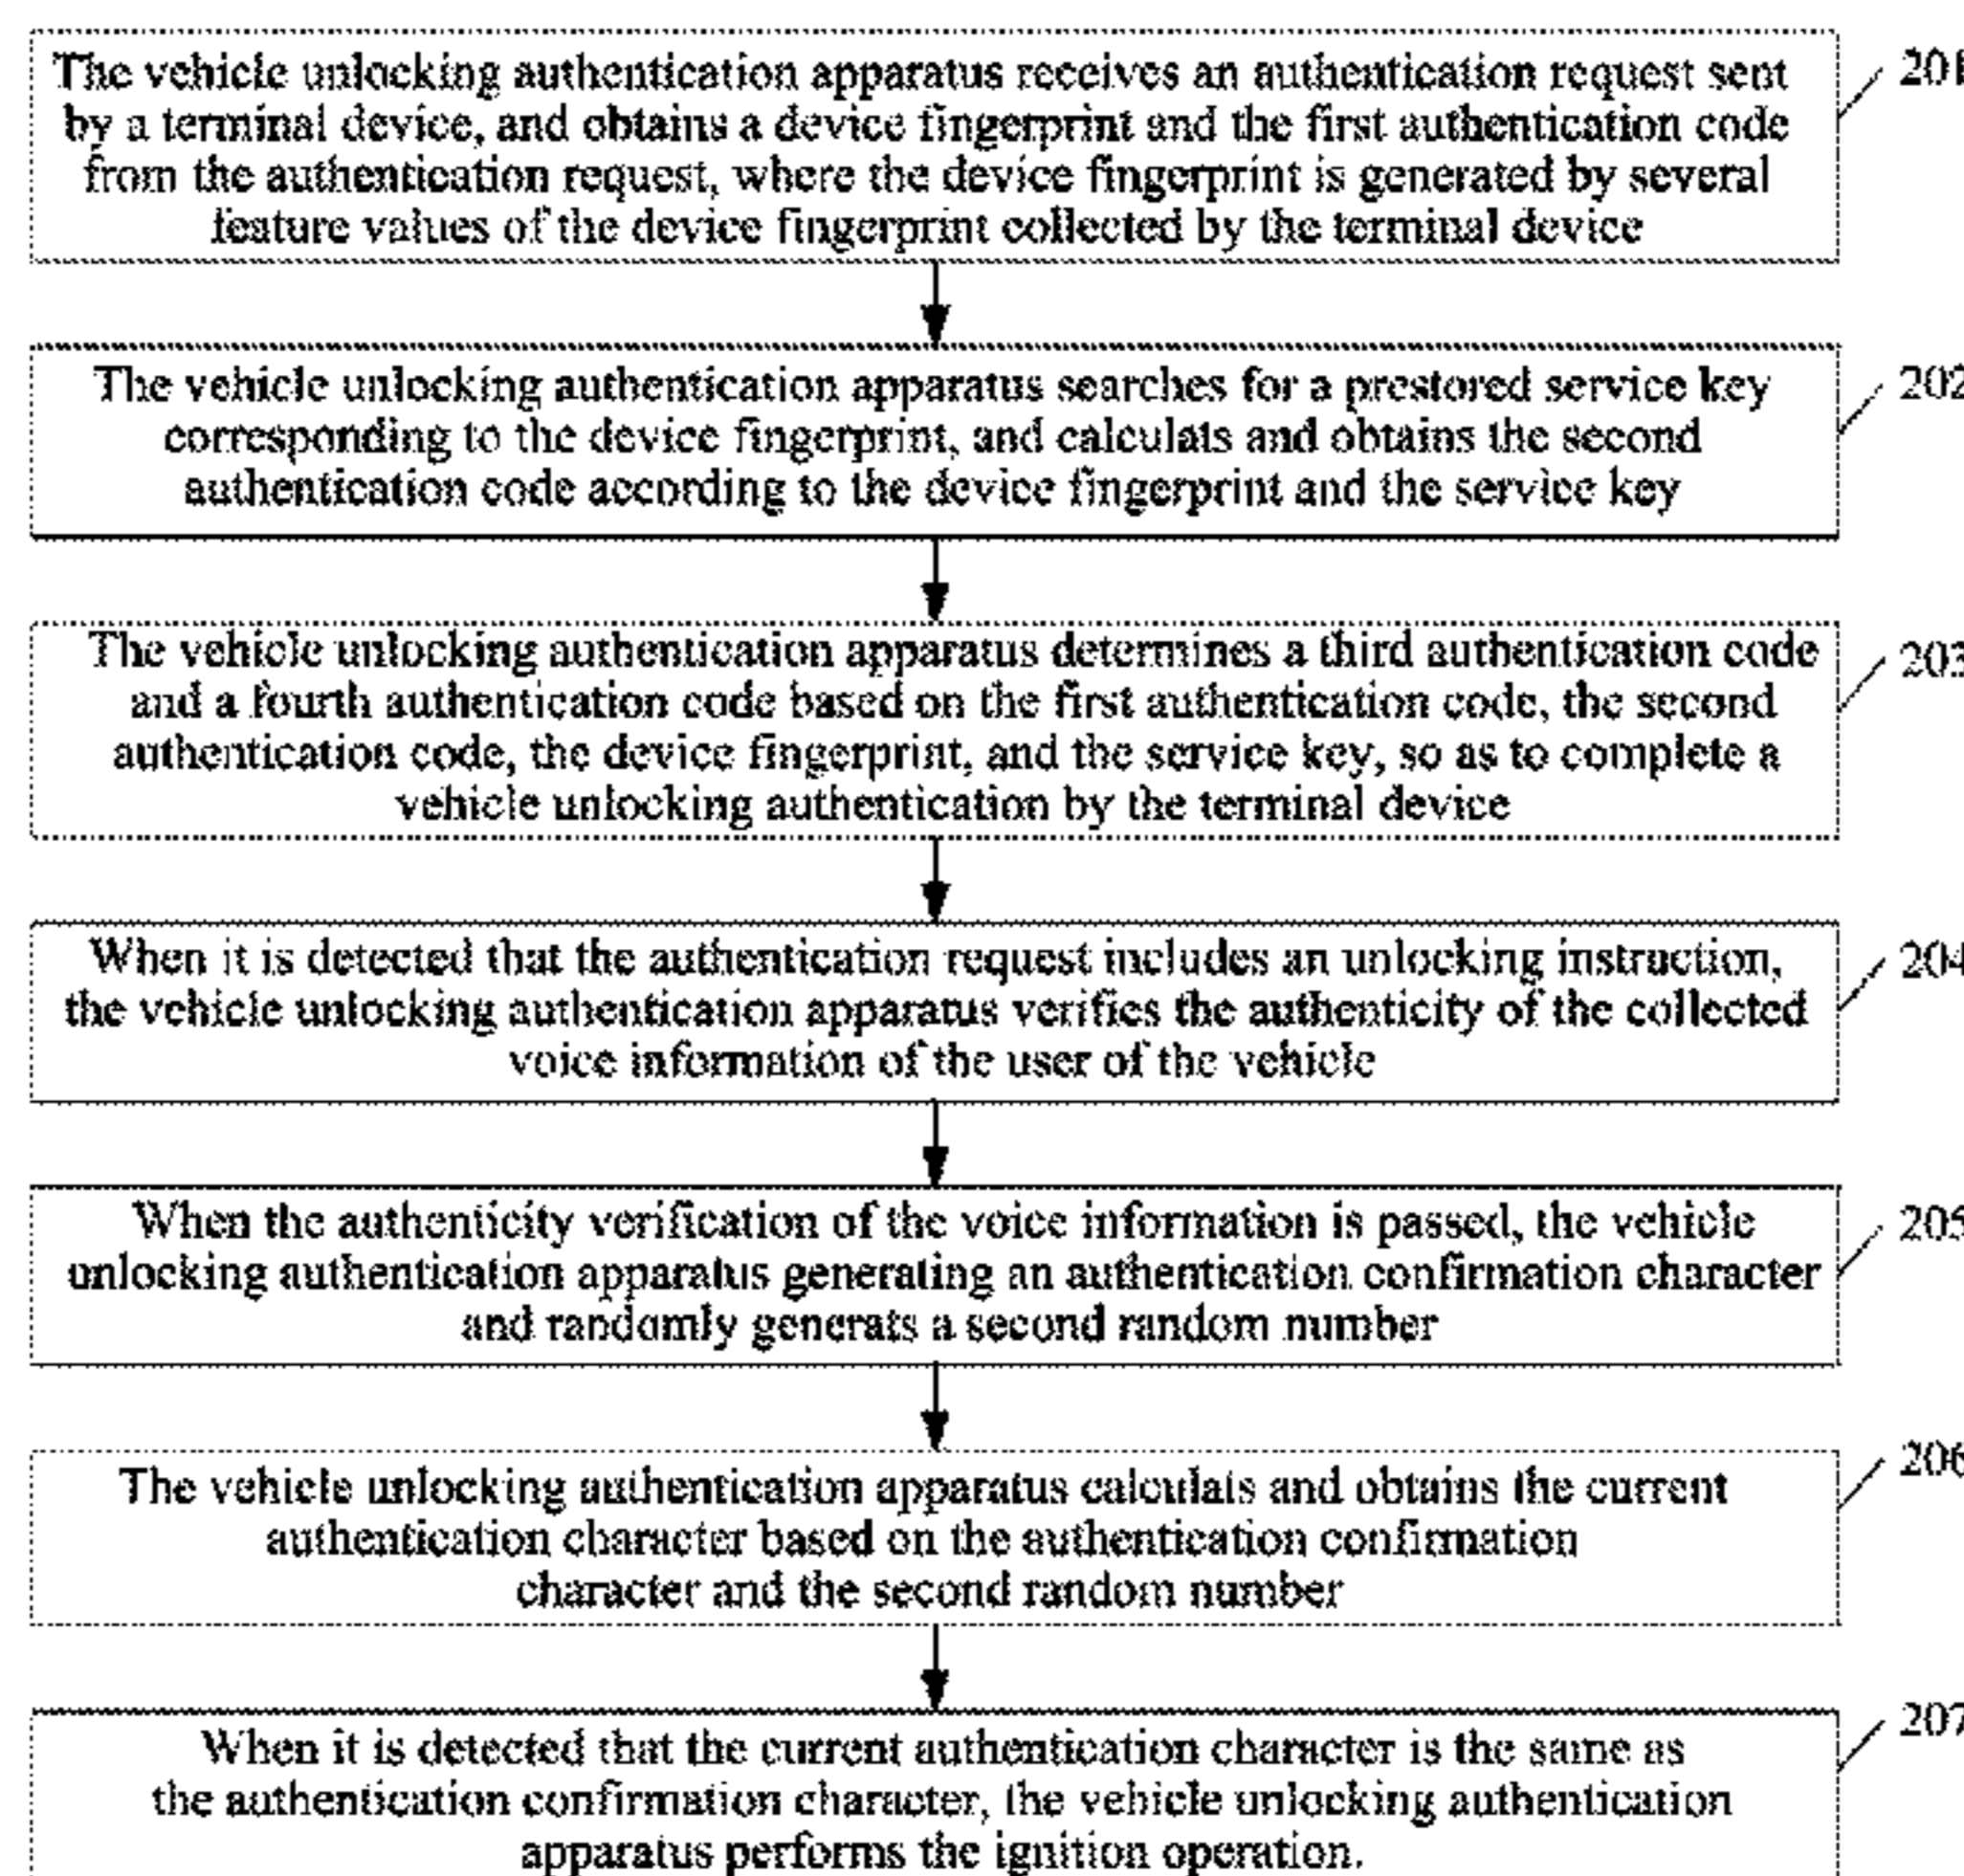 The vehicle unlocking authentication apparatus receives an authentication request sent
by a terminal device, and obtains a device fingerprint and the first authentication code
from the authentication request, where the device fingerprint is generated by several
feature values of the device fingerprint collected by the terminal device
201
The vehicle unlocking authentication apparatus searches for a prestored service key
corresponding to the device fingerprint, and calculats and obtains the second
authentication code according to the device fingerprint and the service key
202
The vehicle unlocking authentication apparatus determines a third authentication code
and a fourth authentication code based on the first authentication code, the second
authentication code, the device fingerprint, and the service key, so as to complete a
vehicle unlocking authentication by the terminal device
203
When it is detected that the authentication request includes an unlocking instruction,
the vehicle unlocking authentication apparatus verifies the authenticity of the collected
voice information of the user of the vehicle
204
When the authenticity verification of the voice information is passed, the vehicle
unlocking authentication apparatus generating an authentication confirmation character
and randomly generats a second random number
205
The vehicle unlocking authentication apparatus calculats and obtains the current
authentication character based on the authentication confirmation
character and the second random number
206
When it is detected that the current authentication character is the same as
the authentication confirmation character, the vehicle unlocking authentication
apparatus performs the ignition operation.
207